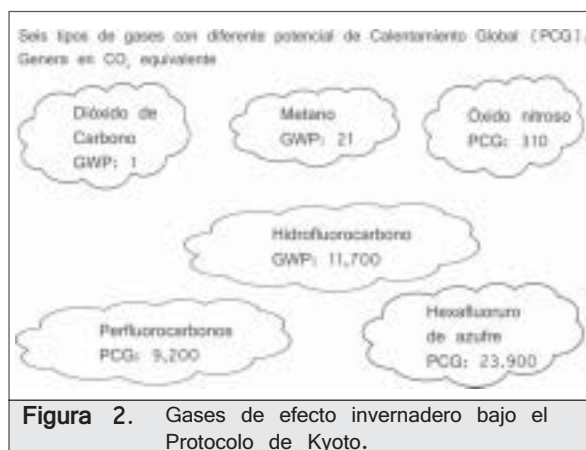 Seis tipos de gases con diferente potencial de Calentamiento Global (PCG).
Genera en CO₂ equivalente
Dióxido de
Carbono
GWP: 1
Metano
GWP: 21
Óxido nitroso
PCG: 310
Hidrofluorocarbono
GWP: 11,700
Perfluorocarbonos
PCG: 9,200
Hexafluoruro
de azufre
PCG: 23,900
Figura 2. Gases de efecto invernadero bajo el
Protocolo de Kyoto.